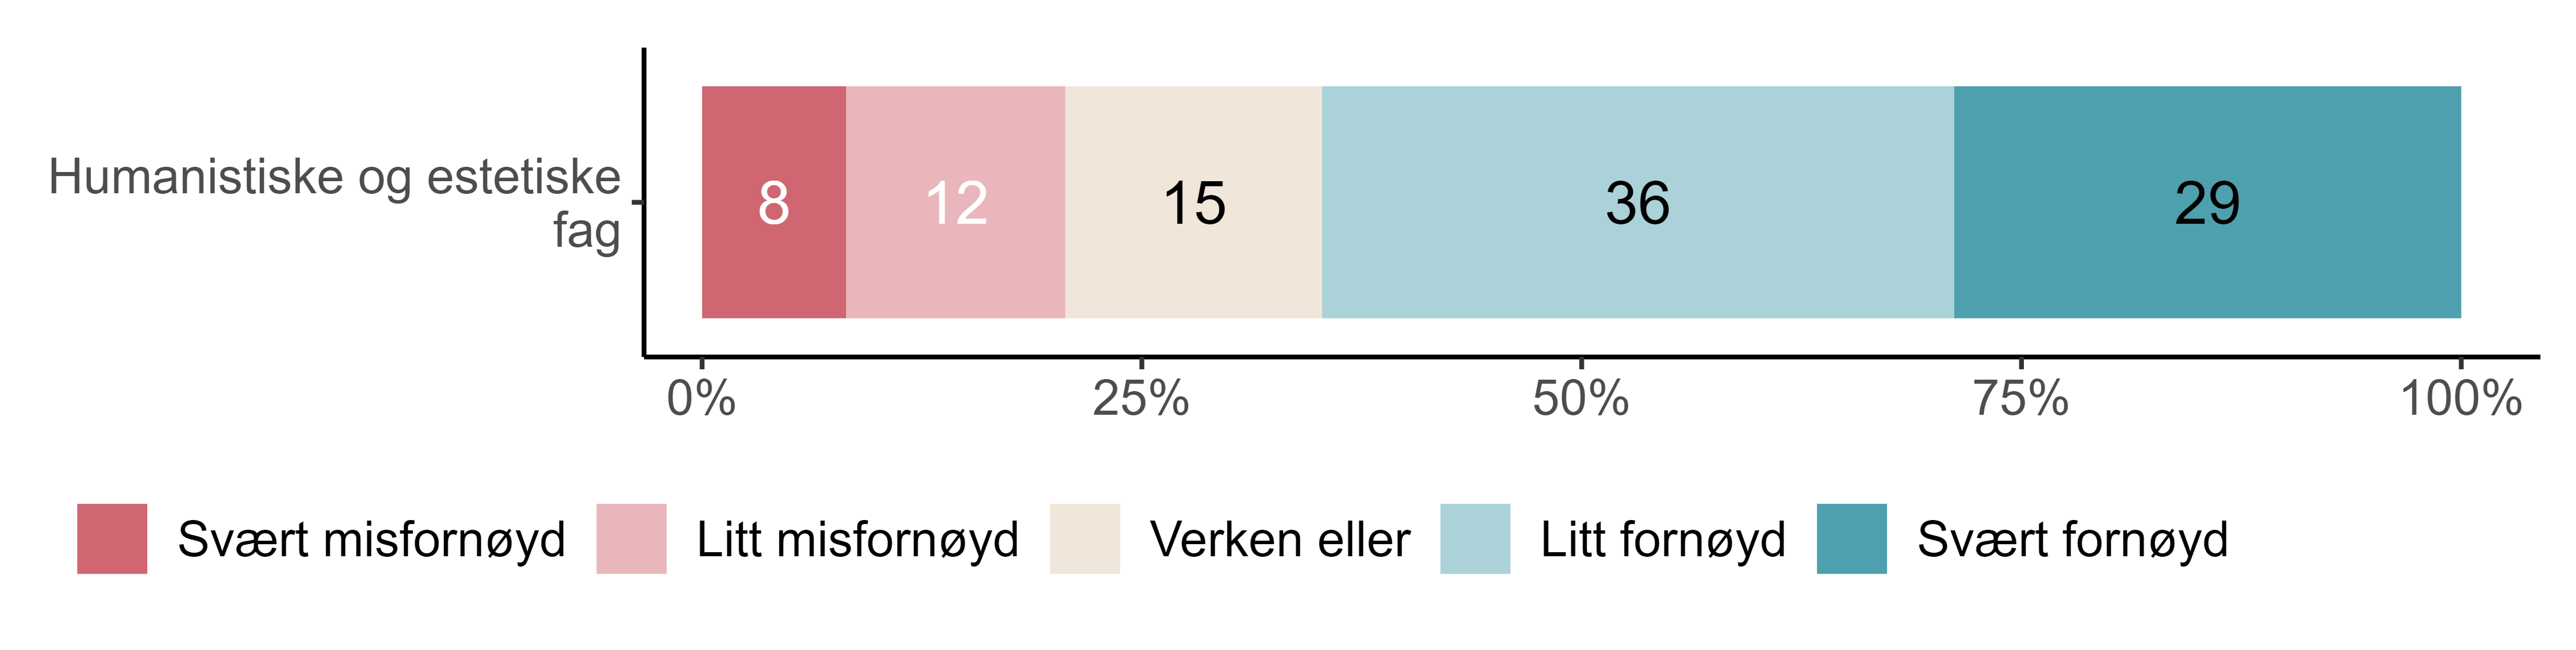 Humanistiske og estetiske
fag
8 12 15 36 29
0% 25% 50% 75% 100%
Svært misfornøyd Litt misfornøyd Verken eller Litt fornøyd Svært fornøyd